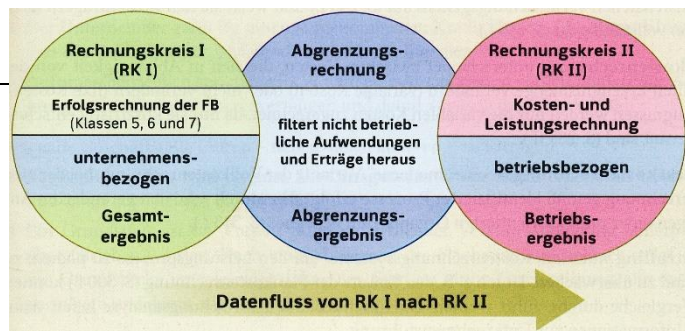 Rechnungskreis I
(RK I)
Erfolgsrechnung der FB
(Klassen 5, 6 und 7)
unternehmens-
bezogen
Gesamt-
ergebnis
Abgrenzungs-
rechnung
filtert nicht betrieb-
liche Aufwendungen
und Erträge heraus
Abgrenzungs-
ergebnis
Rechnungskreis II
(RK II)
Kosten- und
Leistungsrechnung
betriebsbezogen
Betriebs-
ergebnis
Datenfluss von RK I nach RK II